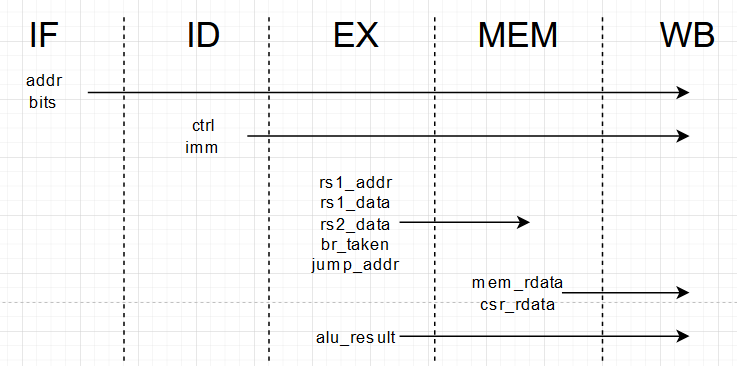 IF ID EX MEM WB
addr
bits
ctrl
imm
rs1_addr
rs1_data
rs2_data
br_taken
jump_addr
mem_rdata
csr_rdata
alu_result